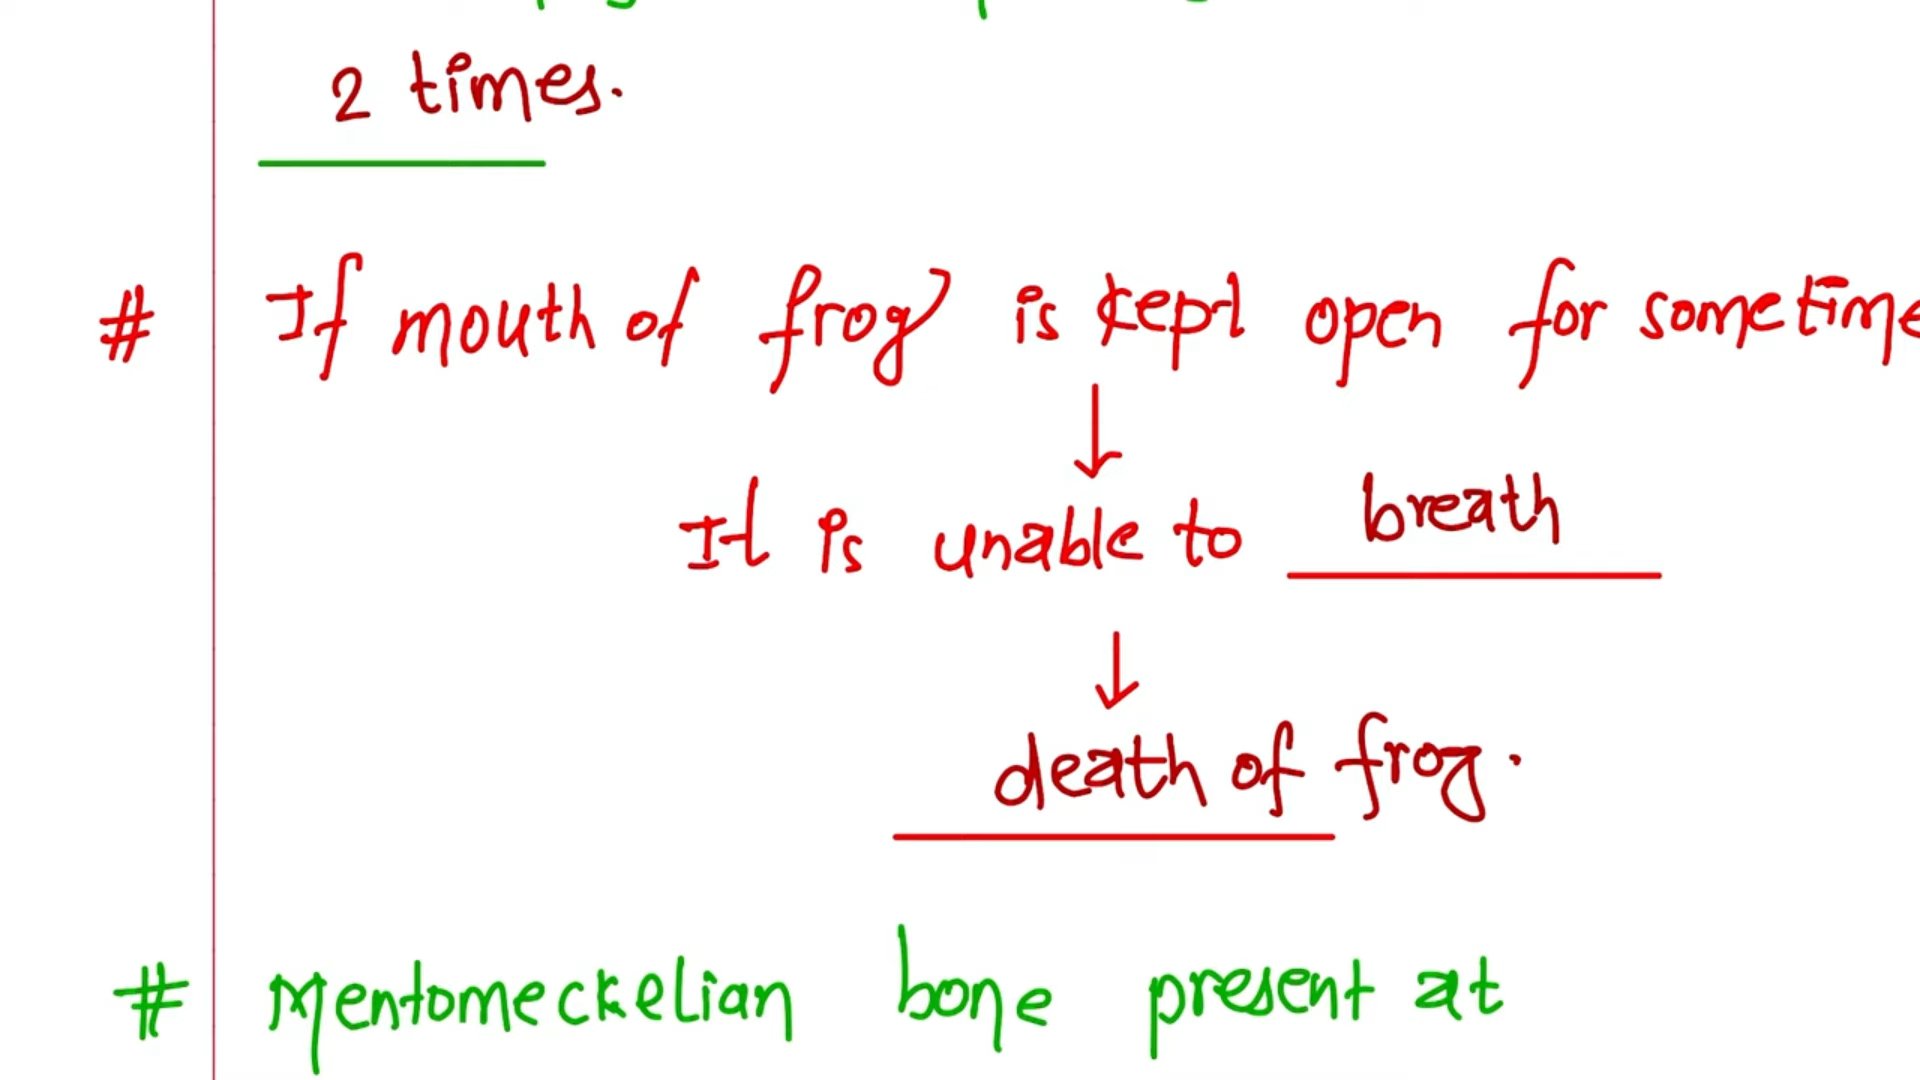 2 times.
# If mouth of frog is kept open for sometime
It is unable to breath
death of frog.
# Mentomeckelian bone present at